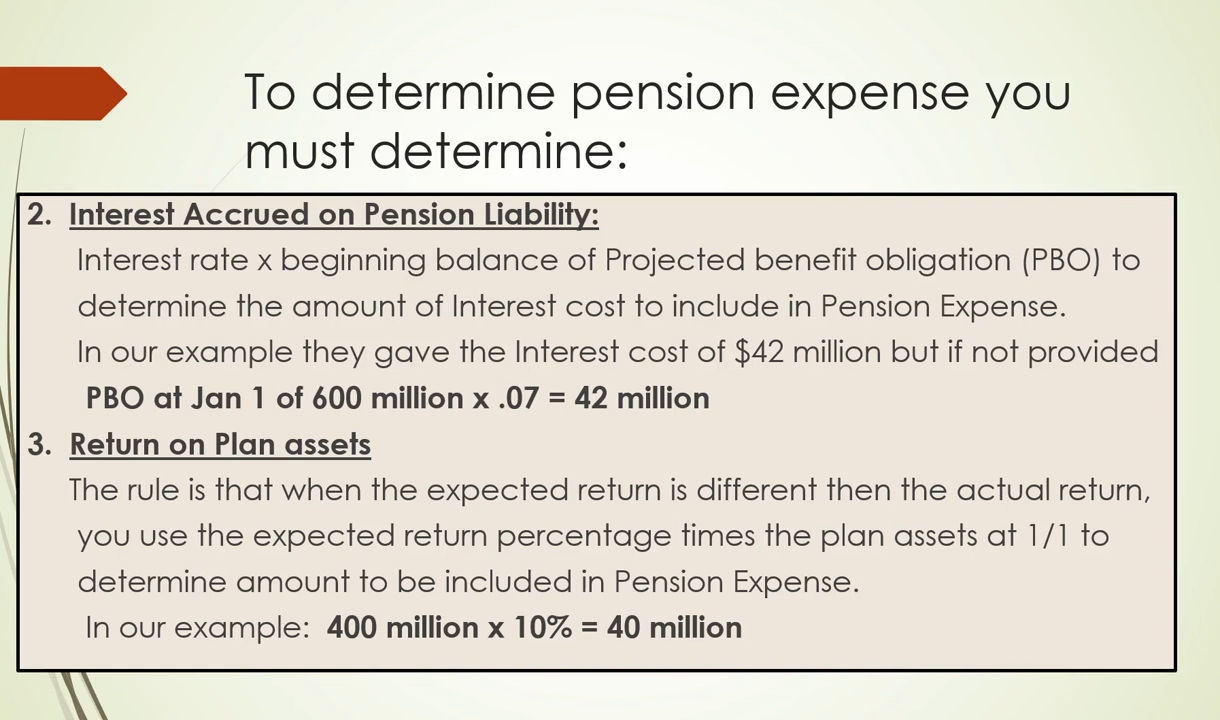 To determine pension expense you
must determine:
2. Interest Accrued on Pension Liability:
Interest rate x beginning balance of Projected benefit obligation (PBO) to
determine the amount of Interest cost to include in Pension Expense.
In our example they gave the Interest cost of $42 million but if not provided
PBO at Jan 1 of 600 million x .07 = 42 million
3. Return on Plan assets
The rule is that when the expected return is different then the actual return,
you use the expected return percentage times the plan assets at 1/1 to
determine amount to be included in Pension Expense.
In our example: 400 million x 10% = 40 million